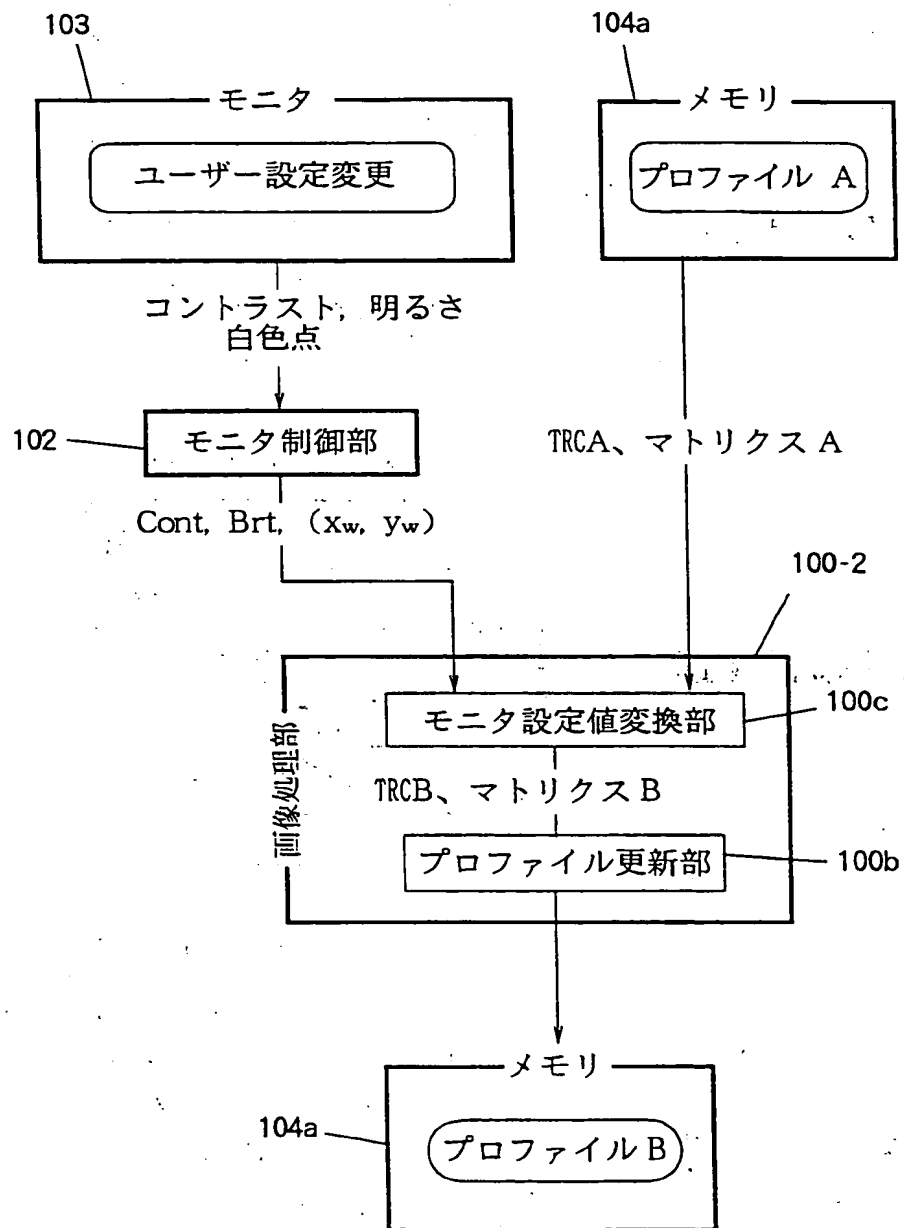 103
104a
モニタ
メモリ
ユーザー設定変更
プロファイル A
コントラスト, 明るさ
白色点
102
モニタ制御部
TRCA、マトリクス A
Cont, Brt, (xw, yw)
100-2
画像処理部
モニタ設定値変換部
100c
TRCB、マトリクス B
プロファイル更新部
100b
メモリ
104a
プロファイル B